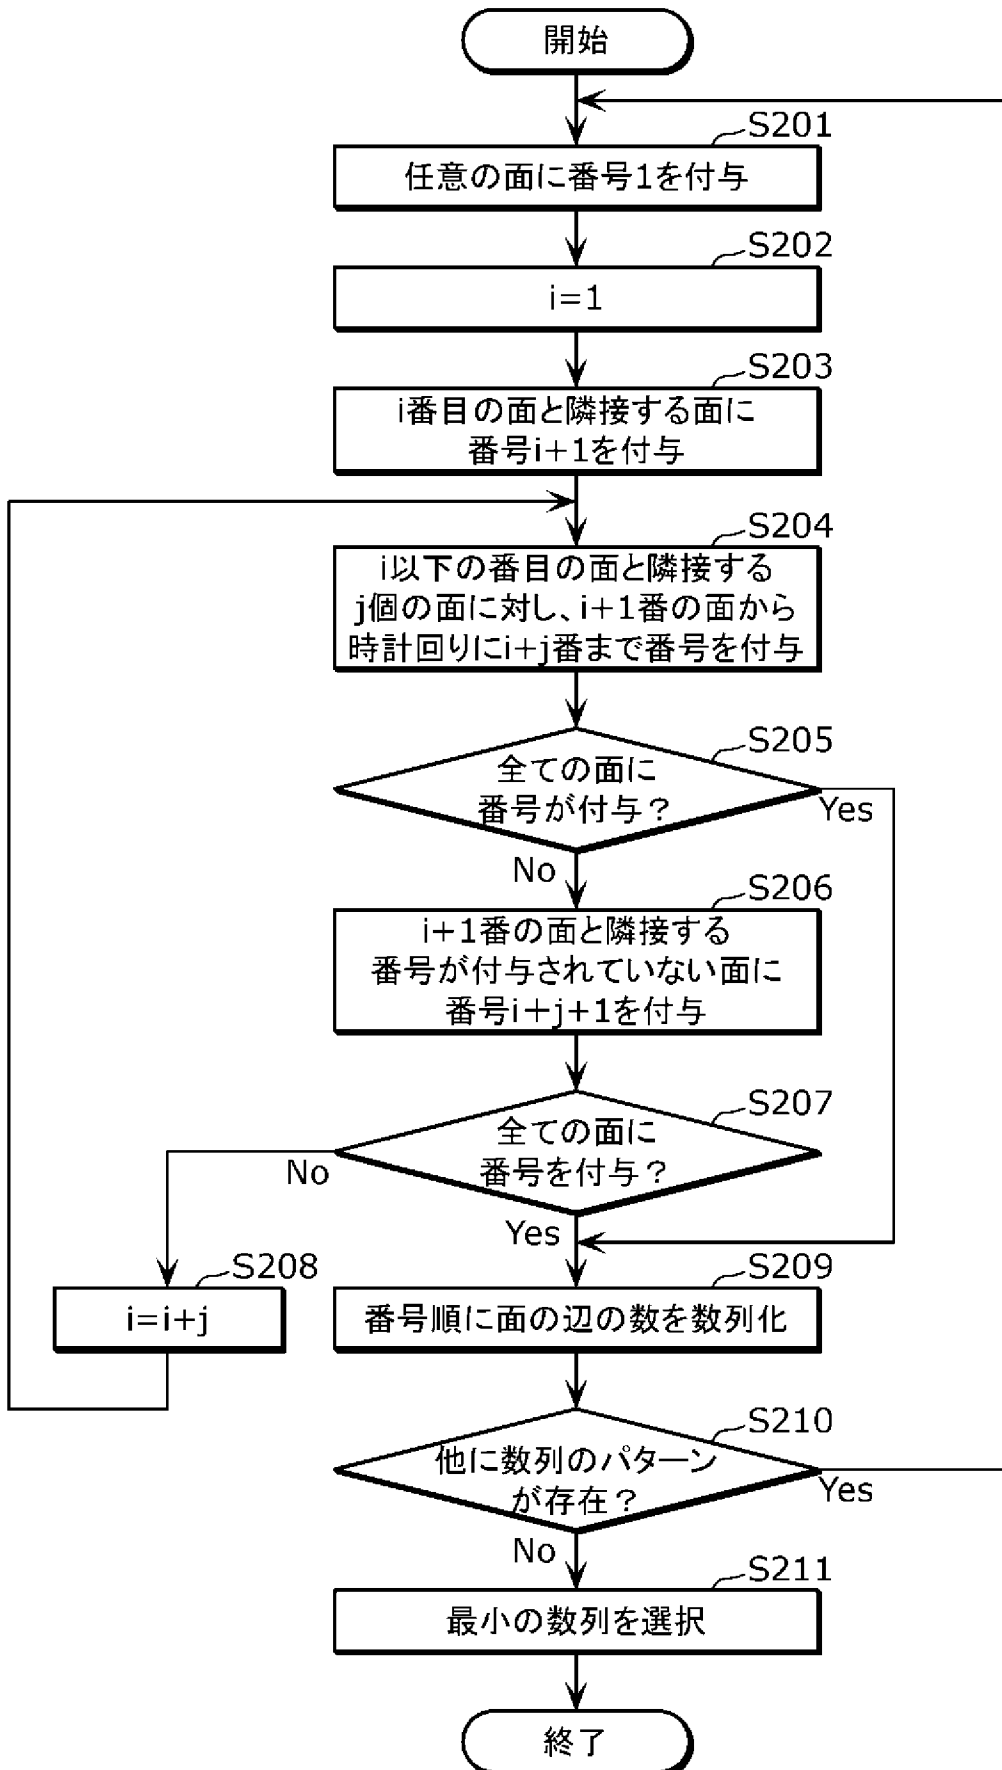 開始
S201
任意の面に番号1を付与
S202
i=1
S203
i番目の面と隣接する面に
番号i+1を付与
S204
i以下の番目の面と隣接する
j個の面に対し、i+1番の面から
時計回りにi+j番まで番号を付与
S205
全ての面に
番号が付与？
Yes
No
S206
i+1番の面と隣接する
番号が付与されていない面に
番号i+j+1を付与
S207
全ての面に
番号を付与？
No
Yes
S208
i=i+j
S209
番号順に面の辺の数を数列化
S210
他に数列のパターン
が存在？
Yes
No
S211
最小の数列を選択
終了